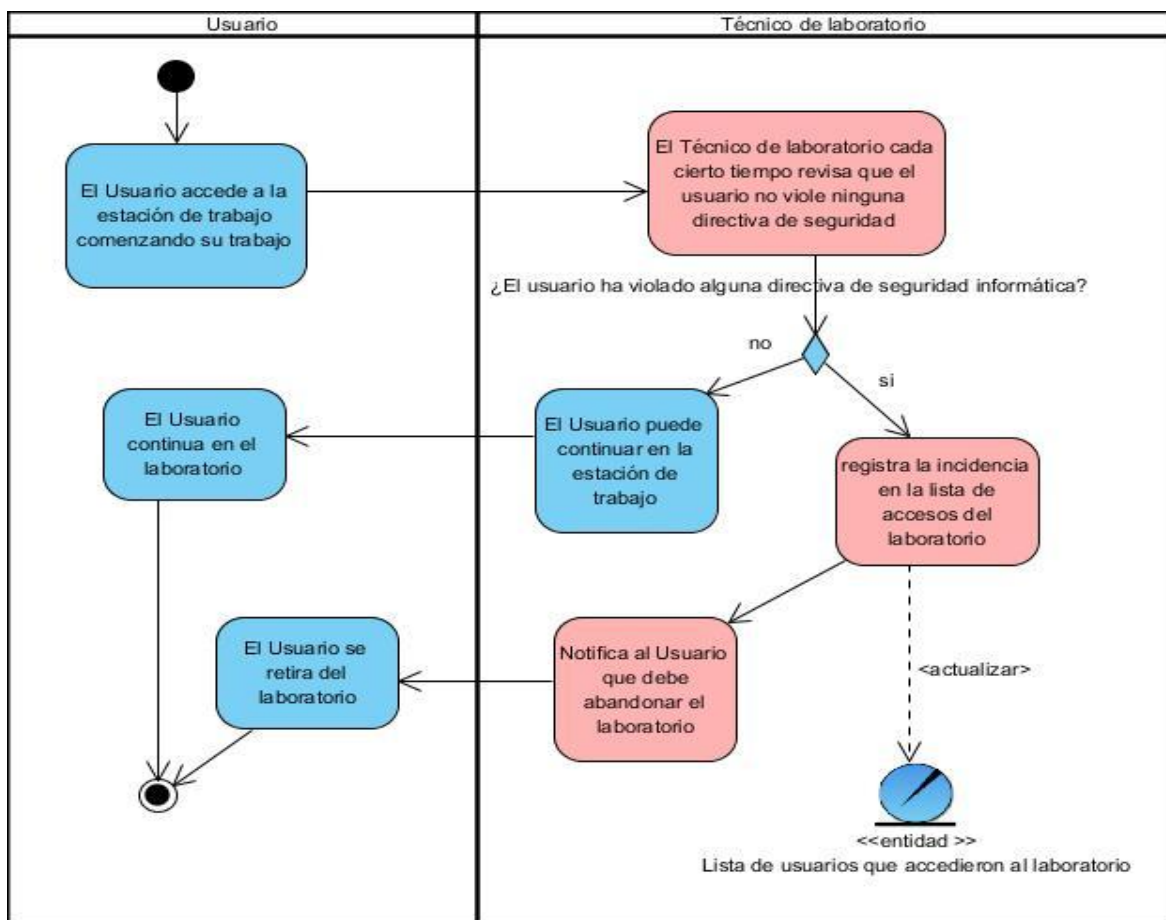 Usuario
Técnico de laboratorio
El Usuario accede a la
estación de trabajo
comenzando su trabajo
El Técnico de laboratorio cada
cierto tiempo revisa que el
usuario no viole ninguna
directiva de seguridad
¿El usuario ha violado alguna directiva de seguridad informática?
no
si
El Usuario
continua en el
laboratorio
El Usuario puede
continuar en la
estación de
trabajo
registra la incidencia
en la lista de
accesos del
laboratorio
El Usuario se
retira del
laboratorio
Notifica al Usuario
que debe
abandonar el
laboratorio
<actualizar>
<<entidad >>
Lista de usuarios que accedieron al laboratorio